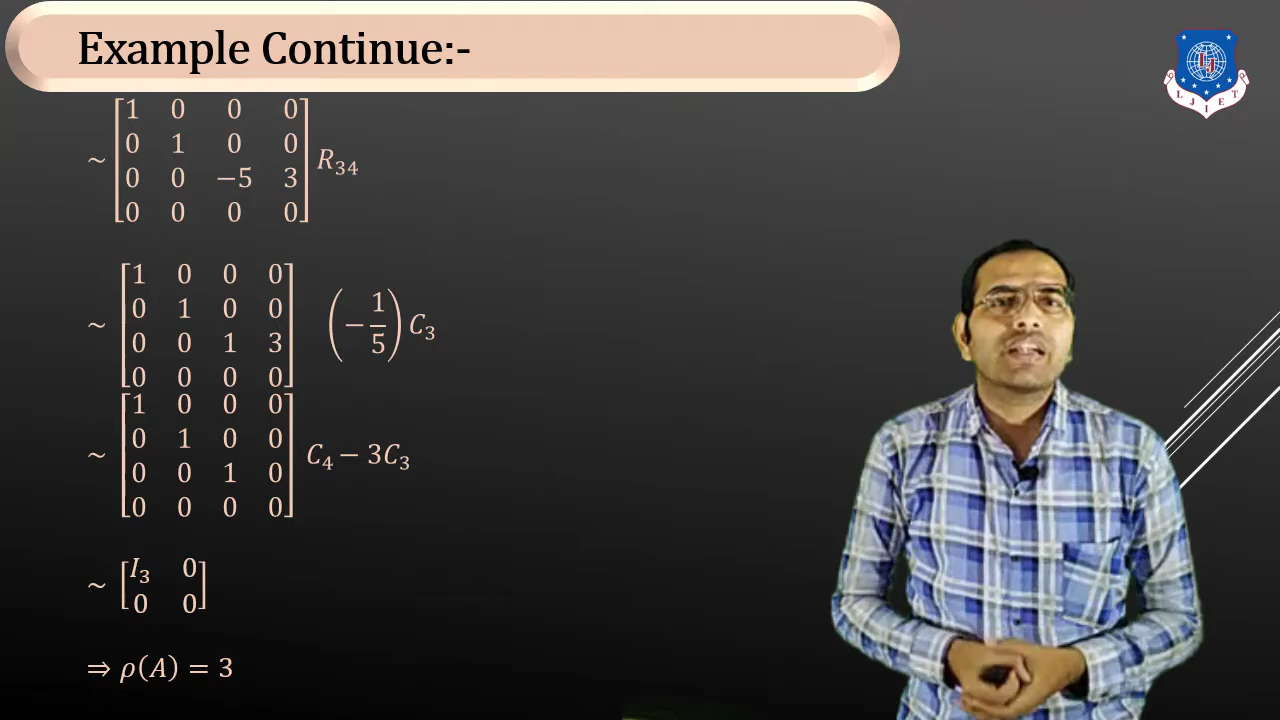 Example Continue:-
LJIET
~ [1 0 0 0
0 1 0 0
0 0 −5 3
0 0 0 0] R₃₄
~ [1 0 0 0
0 1 0 0
0 0 1 3
0 0 0 0] (−1/5) C₃
~ [1 0 0 0
0 1 0 0
0 0 1 0
0 0 0 0] C₄ − 3C₃
~ [I₃ 0
0 0]
⇒ ρ(A) = 3